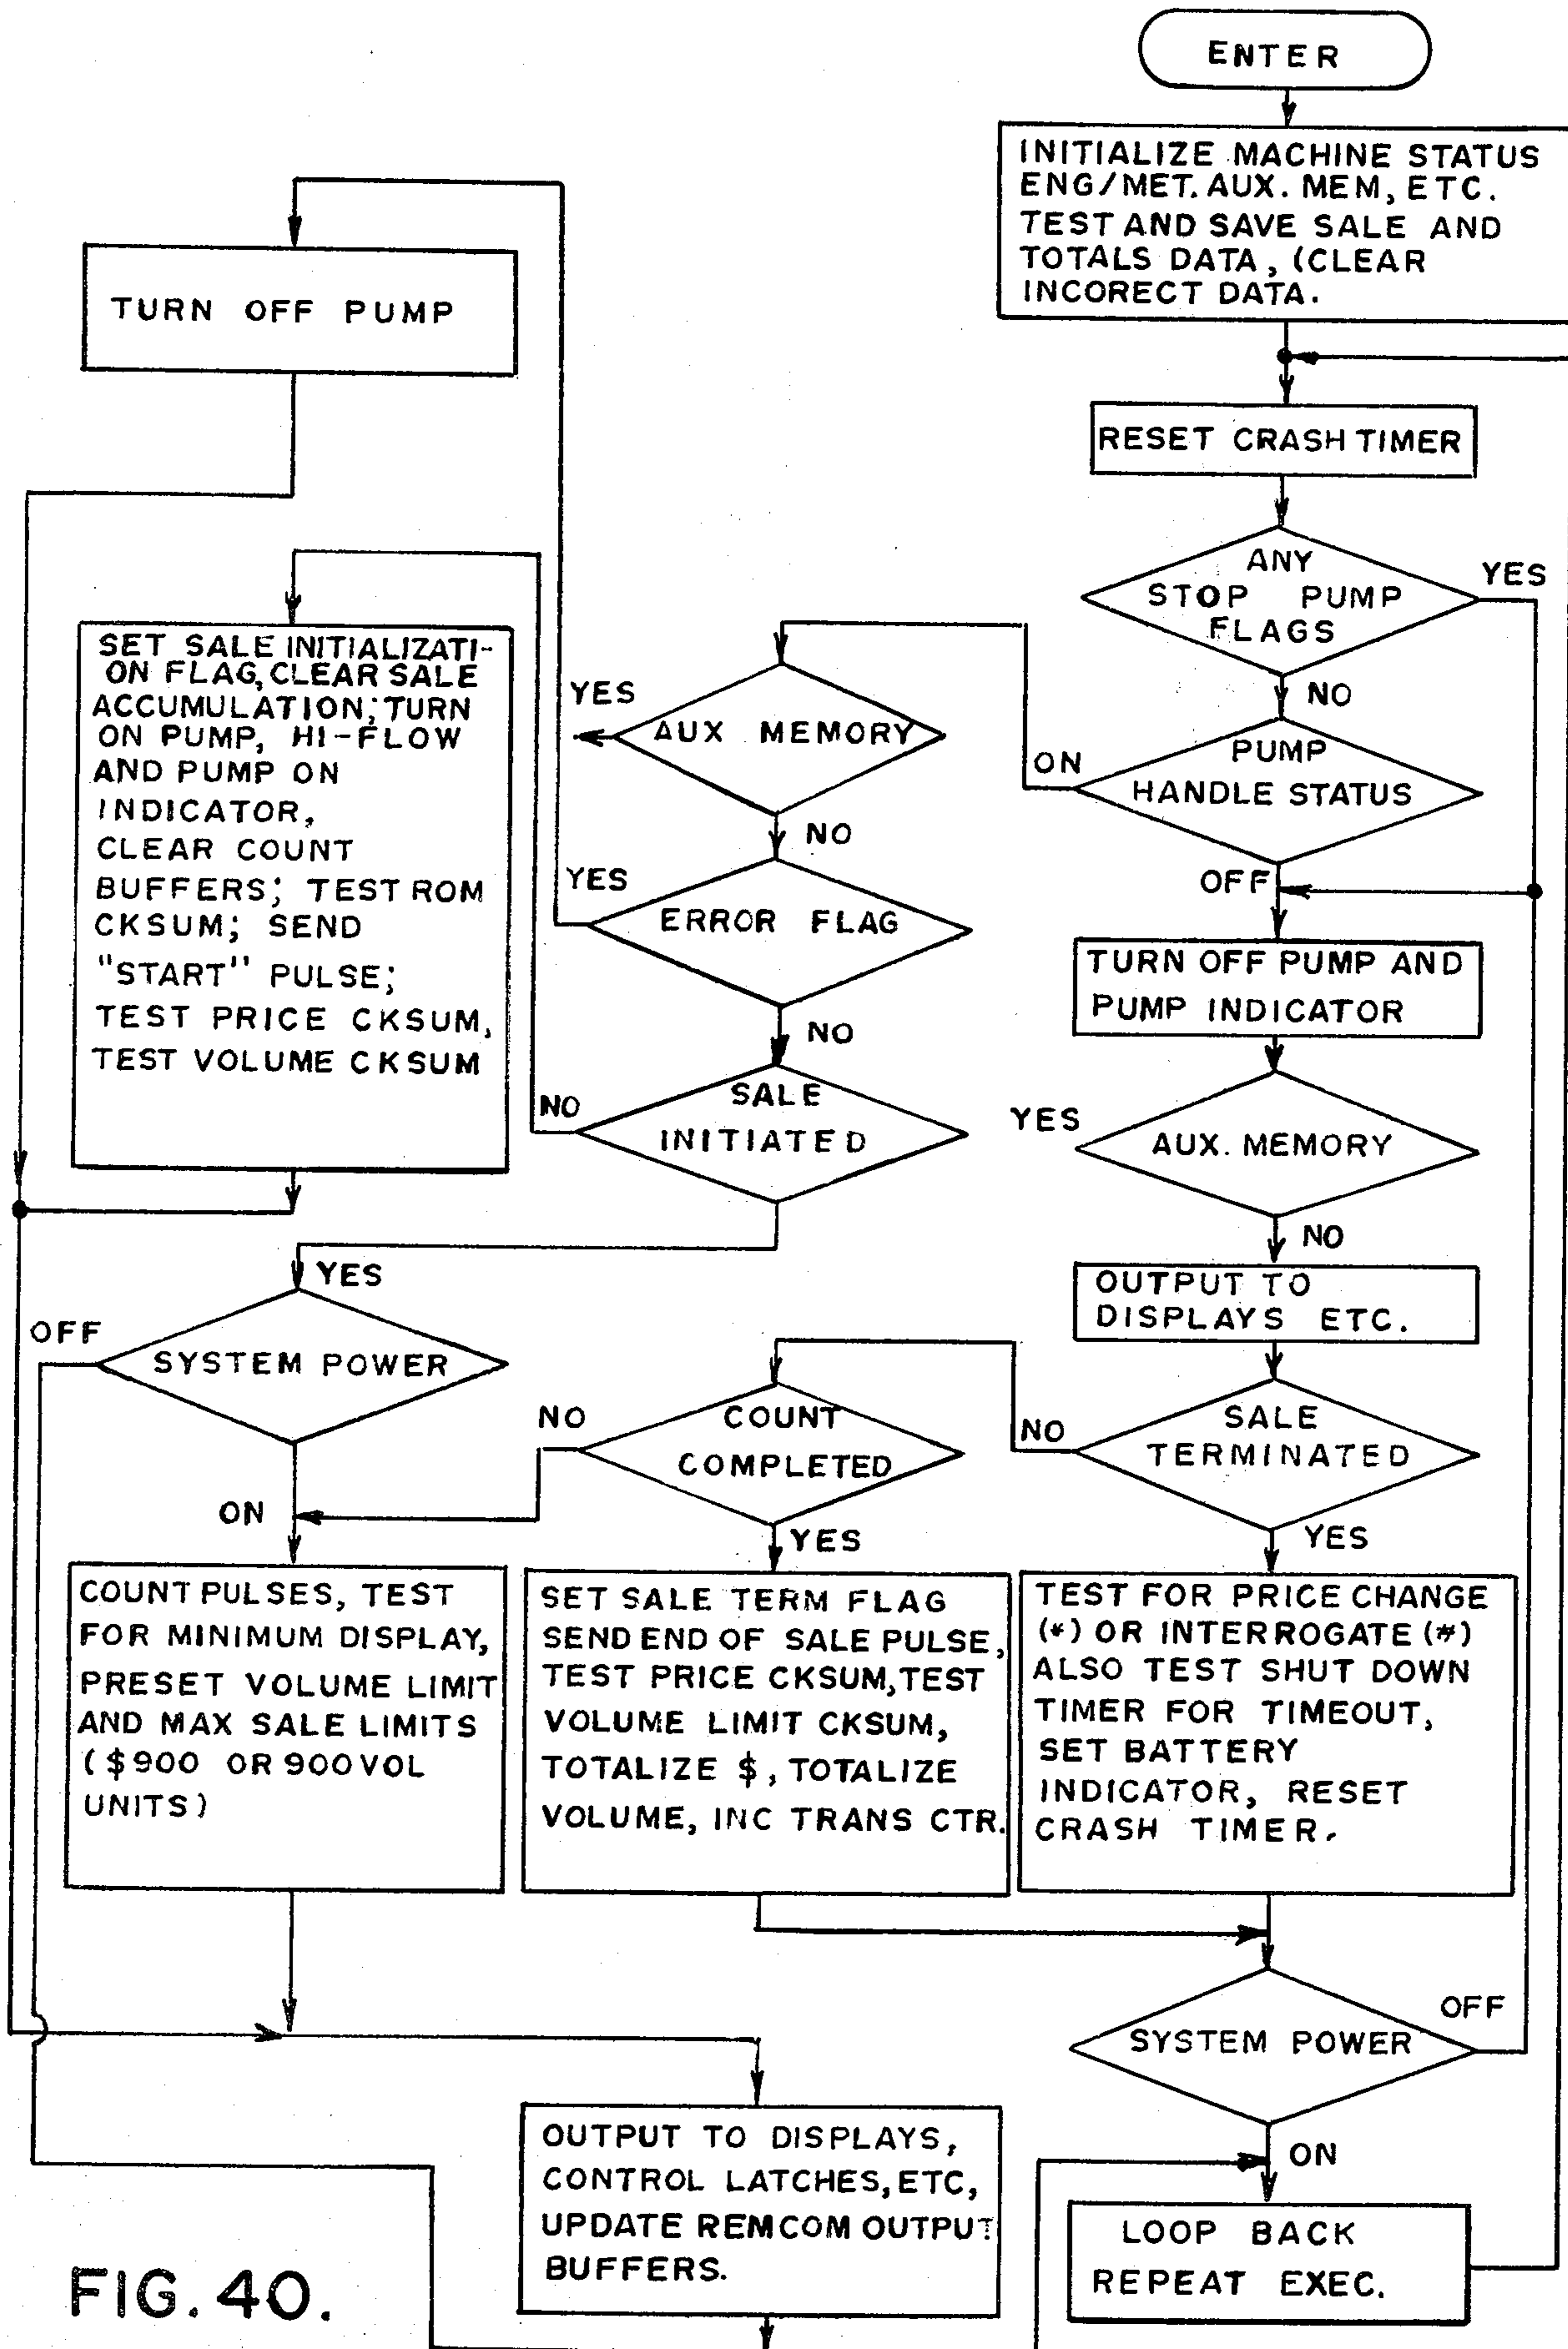 ENTER
INITIALIZE MACHINE STATUS
ENG/MET. AUX. MEM, ETC.
TEST AND SAVE SALE AND
TOTALS DATA, (CLEAR
INCORECT DATA.
TURN OFF PUMP
RESET CRASH TIMER
ANY
STOP PUMP
FLAGS
YES
NO
SET SALE INITIALIZATI-
ON FLAG, CLEAR SALE
ACCUMULATION; TURN
ON PUMP, HI-FLOW
AND PUMP ON
INDICATOR,
CLEAR COUNT
BUFFERS; TEST ROM
CKSUM; SEND
"START" PULSE;
TEST PRICE CKSUM,
TEST VOLUME CKSUM
YES
AUX MEMORY
NO
ON
PUMP
HANDLE STATUS
OFF
YES
ERROR FLAG
NO
TURN OFF PUMP AND
PUMP INDICATOR
NO
SALE
INITIATED
YES
YES
AUX. MEMORY
NO
OUTPUT TO
DISPLAYS ETC.
OFF
SYSTEM POWER
ON
NO
COUNT
COMPLETED
YES
NO
SALE
TERMINATED
YES
COUNT PULSES, TEST
FOR MINIMUM DISPLAY,
PRESET VOLUME LIMIT
AND MAX SALE LIMITS
($900 OR 900 VOL
UNITS)
SET SALE TERM FLAG
SEND END OF SALE PULSE,
TEST PRICE CKSUM, TEST
VOLUME LIMIT CKSUM,
TOTALIZE $, TOTALIZE
VOLUME, INC TRANS CTR.
TEST FOR PRICE CHANGE
(*) OR INTERROGATE (#)
ALSO TEST SHUT DOWN
TIMER FOR TIMEOUT,
SET BATTERY
INDICATOR, RESET
CRASH TIMER.
SYSTEM POWER
OFF
ON
OUTPUT TO DISPLAYS,
CONTROL LATCHES, ETC,
UPDATE REMCOM OUTPUT
BUFFERS.
LOOP BACK
REPEAT EXEC.
FIG. 40.